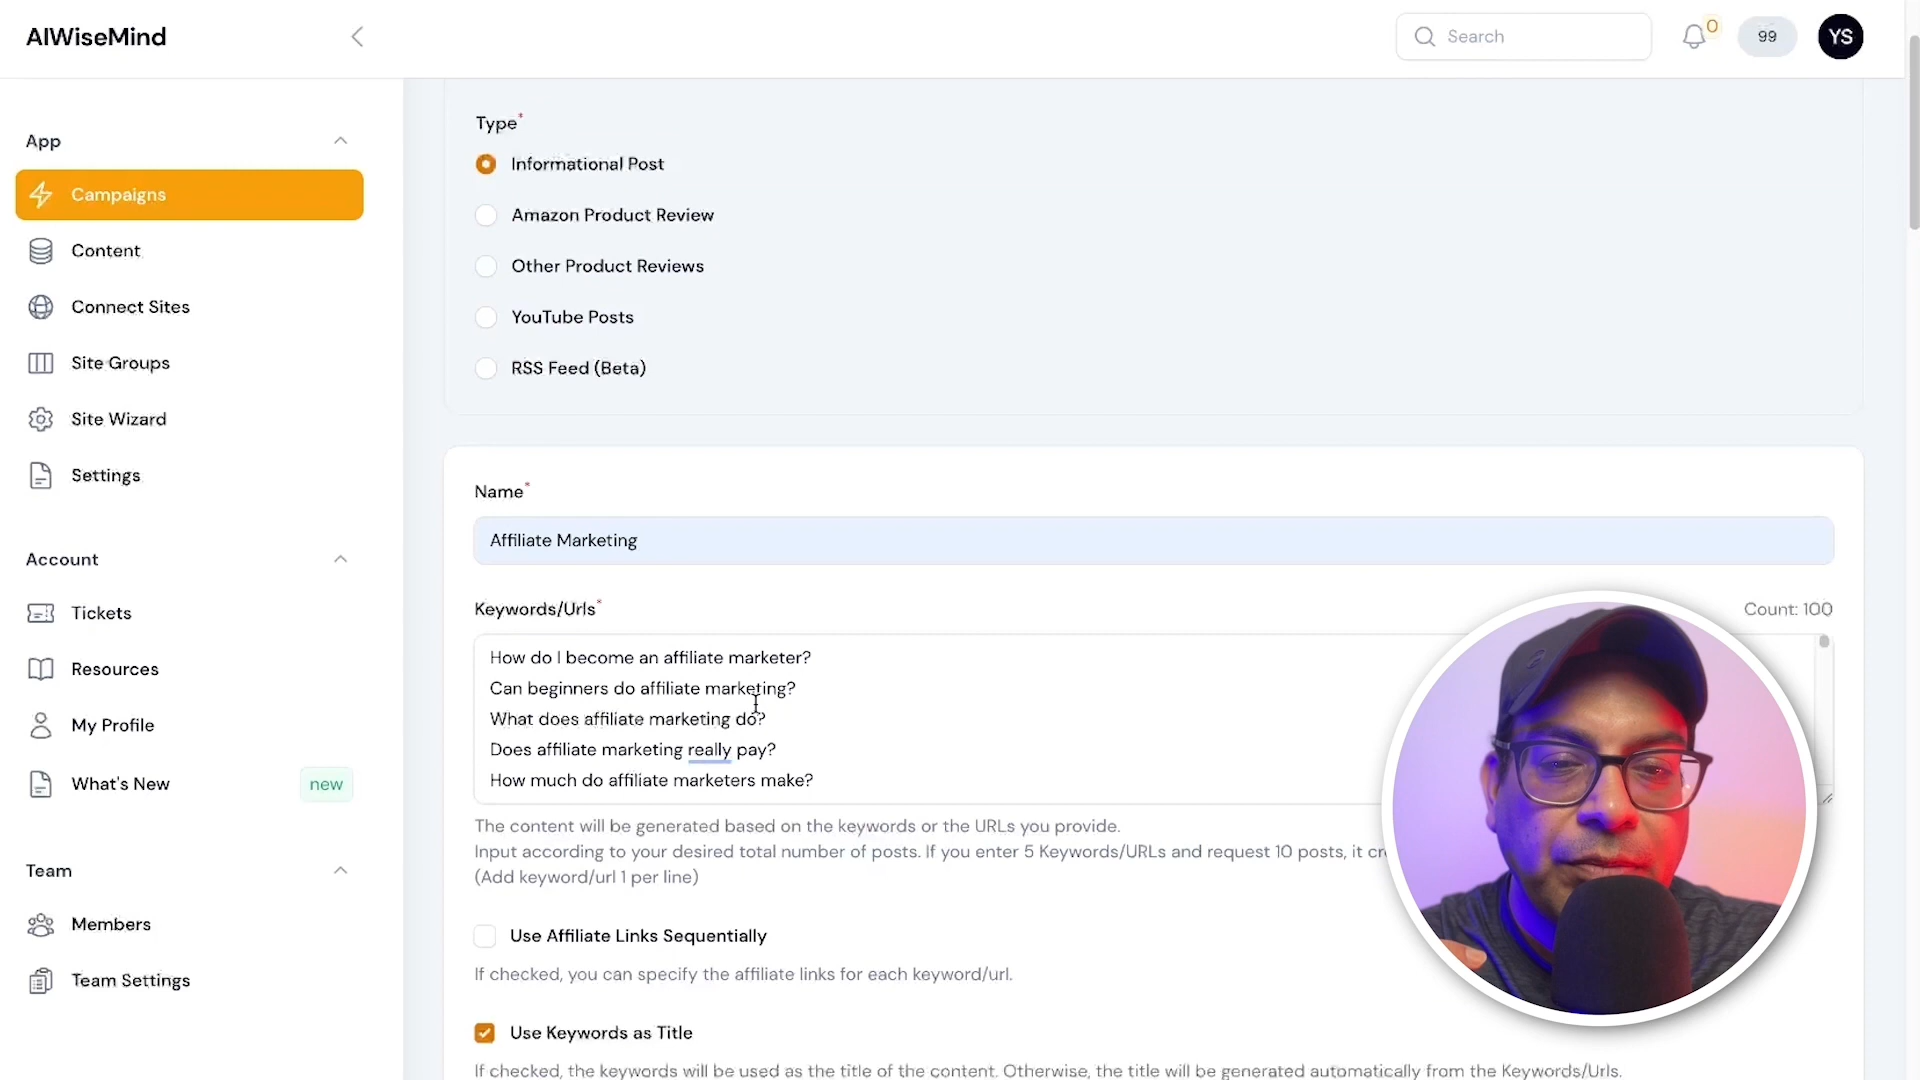 AIWiseMind
Search
0
99
YS
App
Campaigns
Content
Connect Sites
Site Groups
Site Wizard
Settings
Account
Tickets
Resources
My Profile
What's New
new
Team
Members
Team Settings
Type*
Informational Post
Amazon Product Review
Other Product Reviews
YouTube Posts
RSS Feed (Beta)
Name*
Affiliate Marketing
Keywords/Urls*
Count: 100
How do I become an affiliate marketer?
Can beginners do affiliate marketing?
What does affiliate marketing do?
Does affiliate marketing really pay?
How much do affiliate marketers make?
The content will be generated based on the keywords or the URLs you provide.
Input according to your desired total number of posts. If you enter 5 Keywords/URLs and request 10 posts, it
(Add keyword/url 1 per line)
Use Affiliate Links Sequentially
If checked, you can specify the affiliate links for each keyword/url.
Use Keywords as Title
If checked, the keywords will be used as the title of the content. Otherwise, the title will be generated automatically from the Keywords/Urls.